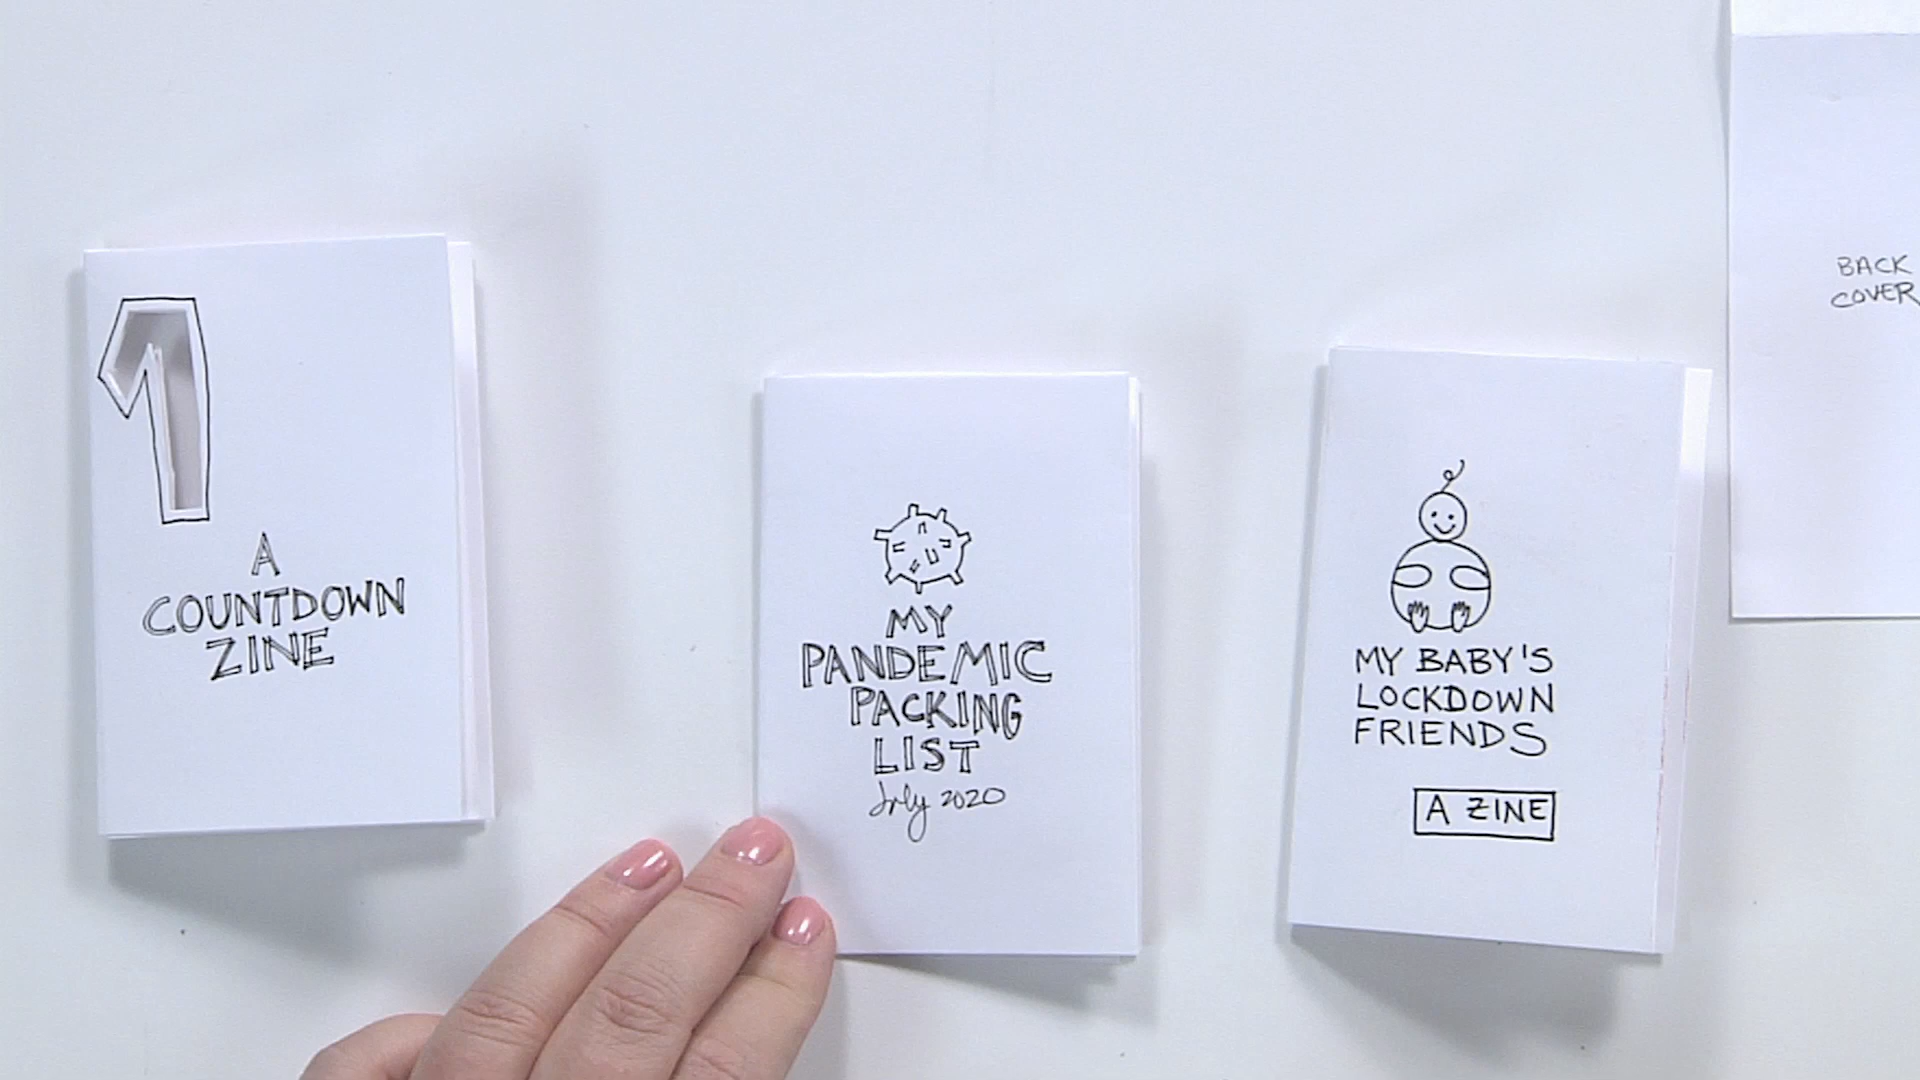 1
A
COUNTDOWN
ZINE
MY
PANDEMIC
PACKING
LIST
July 2020
MY BABY'S
LOCKDOWN
FRIENDS
A ZINE
BACK
COVER